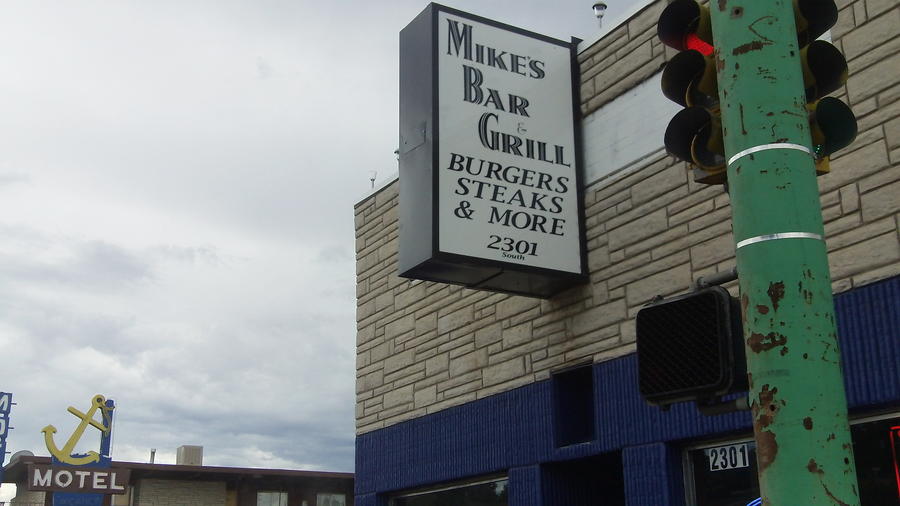 MIKE'S
BAR
&
GRILL
BURGERS
STEAKS
& MORE
2301
South
2301
MOTEL